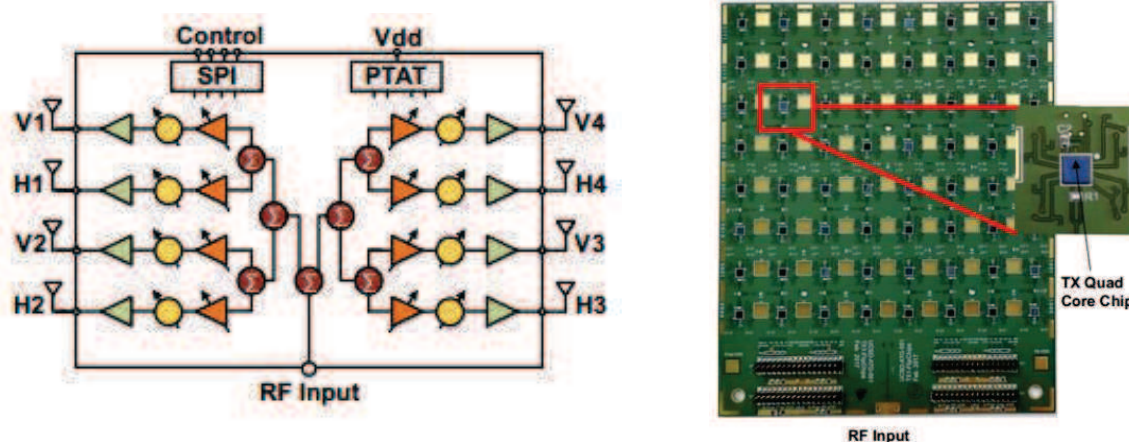 Control
Vdd
SPI
PTAT
V1
V4
H1
H4
V2
V3
H2
H3
Σ
Σ
Σ
Σ
Σ
Σ
Σ
RF Input
TX Quad
Core Chip
RF Input